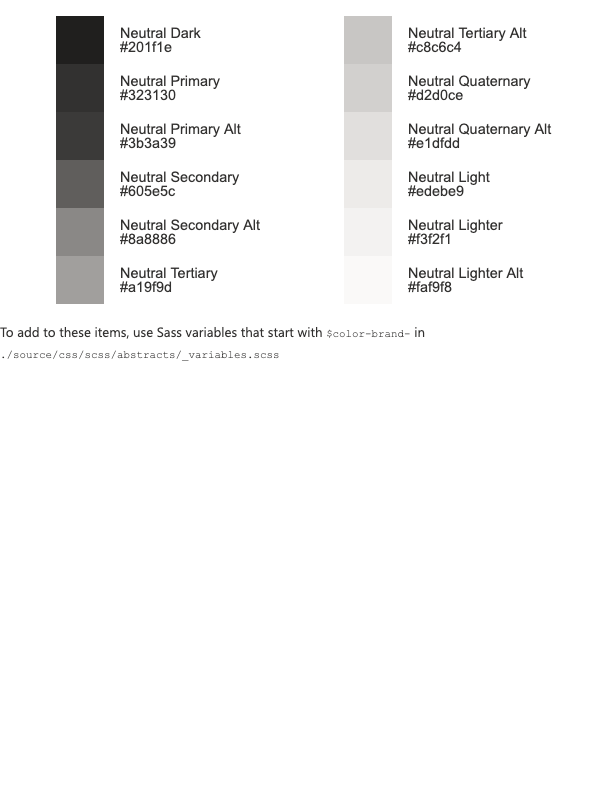 Neutral Dark
#201f1e
Neutral Primary
#323130
Neutral Primary Alt
#3b3a39
Neutral Secondary
#605e5c
Neutral Secondary Alt
#8a8886
Neutral Tertiary
#a19f9d
Neutral Tertiary Alt
#c8c6c4
Neutral Quaternary
#d2d0ce
Neutral Quaternary Alt
#e1dfdd
Neutral Light
#edebe9
Neutral Lighter
#f3f2f1
Neutral Lighter Alt
#faf9f8
To add to these items, use Sass variables that start with $color-brand- in
./source/css/scss/abstracts/_variables.scss